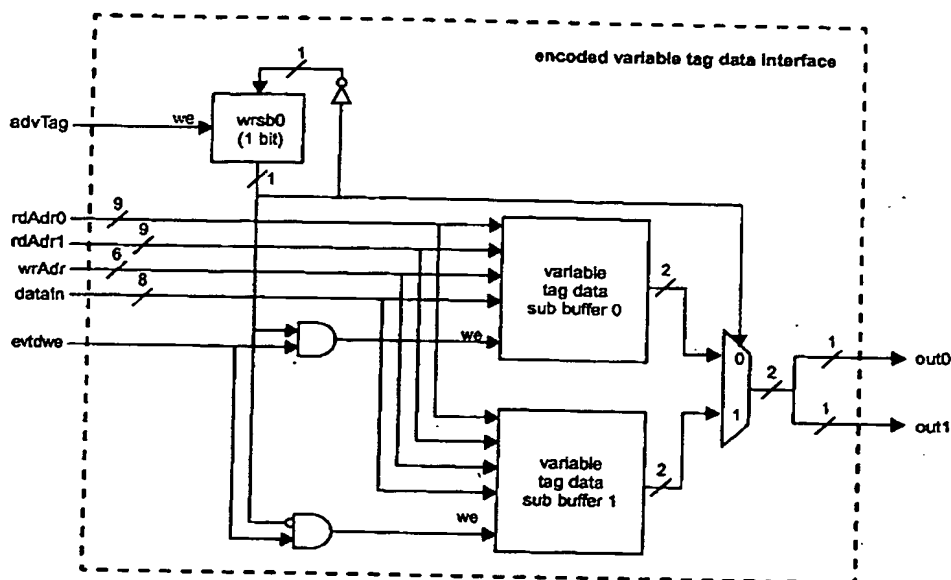 1
encoded variable tag data interface
advTag
we
wrsb0
(1 bit)
1
rdAdr0
9
rdAdr1
9
wrAdr
6
dataIn
8
variable
tag data
sub buffer 0
2
evtdwe
we
0
1
2
1
out0
1
out1
variable
tag data
sub buffer 1
2
we